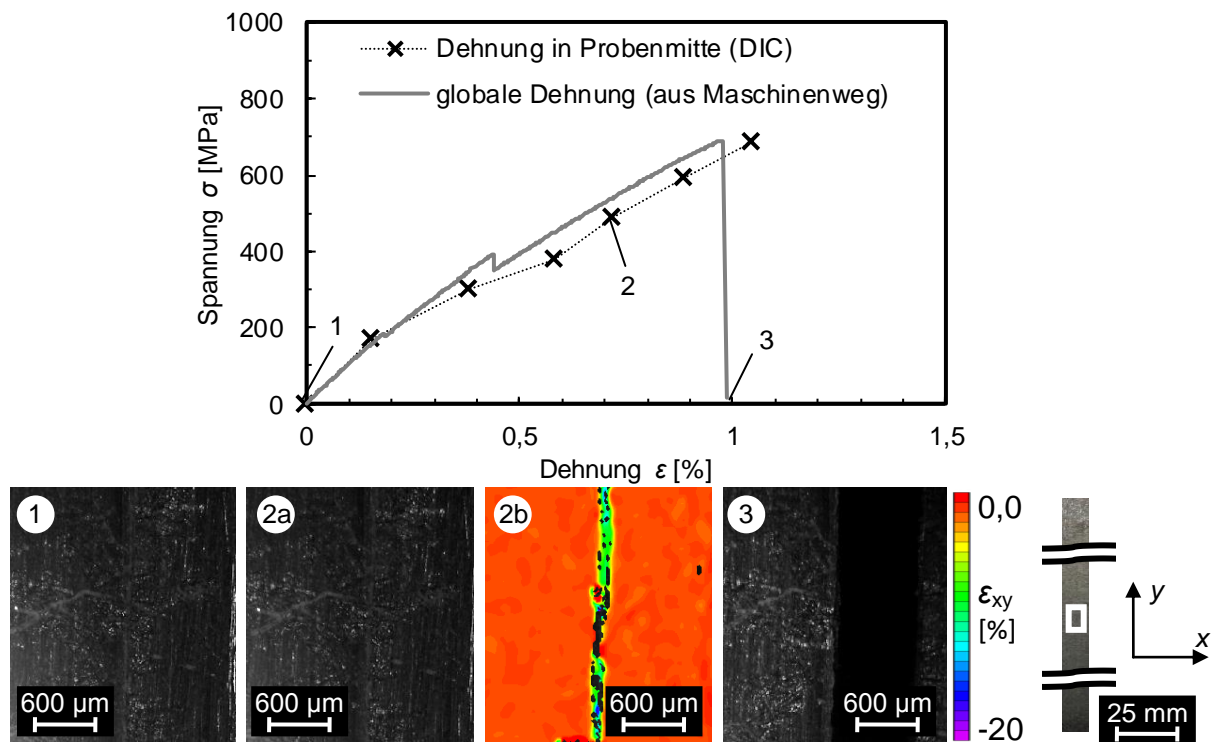 1000
800
600
400
200
0
Spannung σ [MPa]
Dehnung in Probenmitte (DIC)
globale Dehnung (aus Maschinenweg)
1
2
3
0
0,5
1
1,5
Dehnung ε [%]
1
600 µm
2a
600 µm
2b
600 µm
3
600 µm
0,0
εxy
[%]
-20
y
x
25 mm